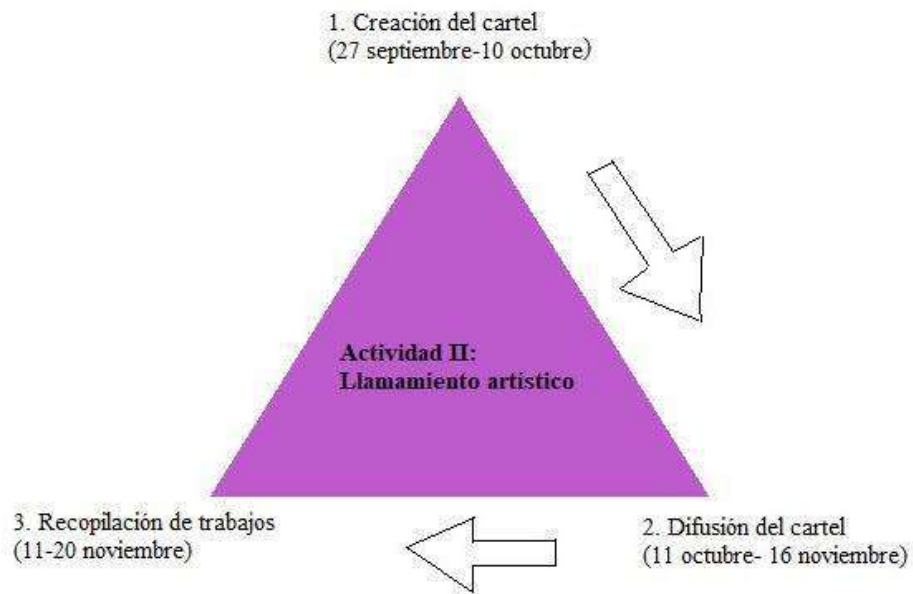 1. Creación del cartel
(27 septiembre-10 octubre)
Actividad II:
Llamamiento artístico
2. Difusión del cartel
(11 octubre- 16 noviembre)
3. Recopilación de trabajos
(11-20 noviembre)